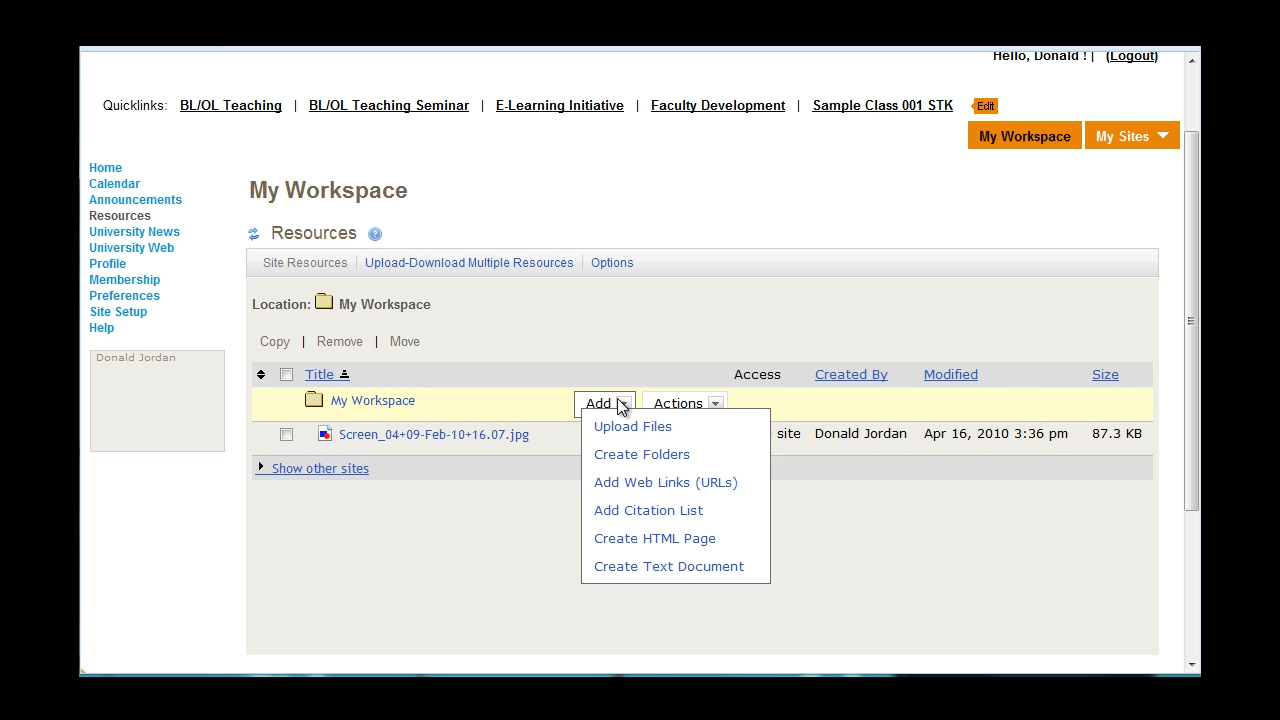 Hello, Donald ! | (Logout)
Quicklinks: BL/OL Teaching | BL/OL Teaching Seminar | E-Learning Initiative | Faculty Development | Sample Class 001 STK Edit
My Workspace My Sites
Home
Calendar
Announcements
Resources
University News
University Web
Profile
Membership
Preferences
Site Setup
Help
Donald Jordan
My Workspace
Resources ?
Site Resources Upload-Download Multiple Resources Options
Location: My Workspace
Copy | Remove | Move
Title Access Created By Modified Size
My Workspace Add Actions
Screen_04+09-Feb-10+16.07.jpg site Donald Jordan Apr 16, 2010 3:36 pm 87.3 KB
Show other sites
Upload Files
Create Folders
Add Web Links (URLs)
Add Citation List
Create HTML Page
Create Text Document